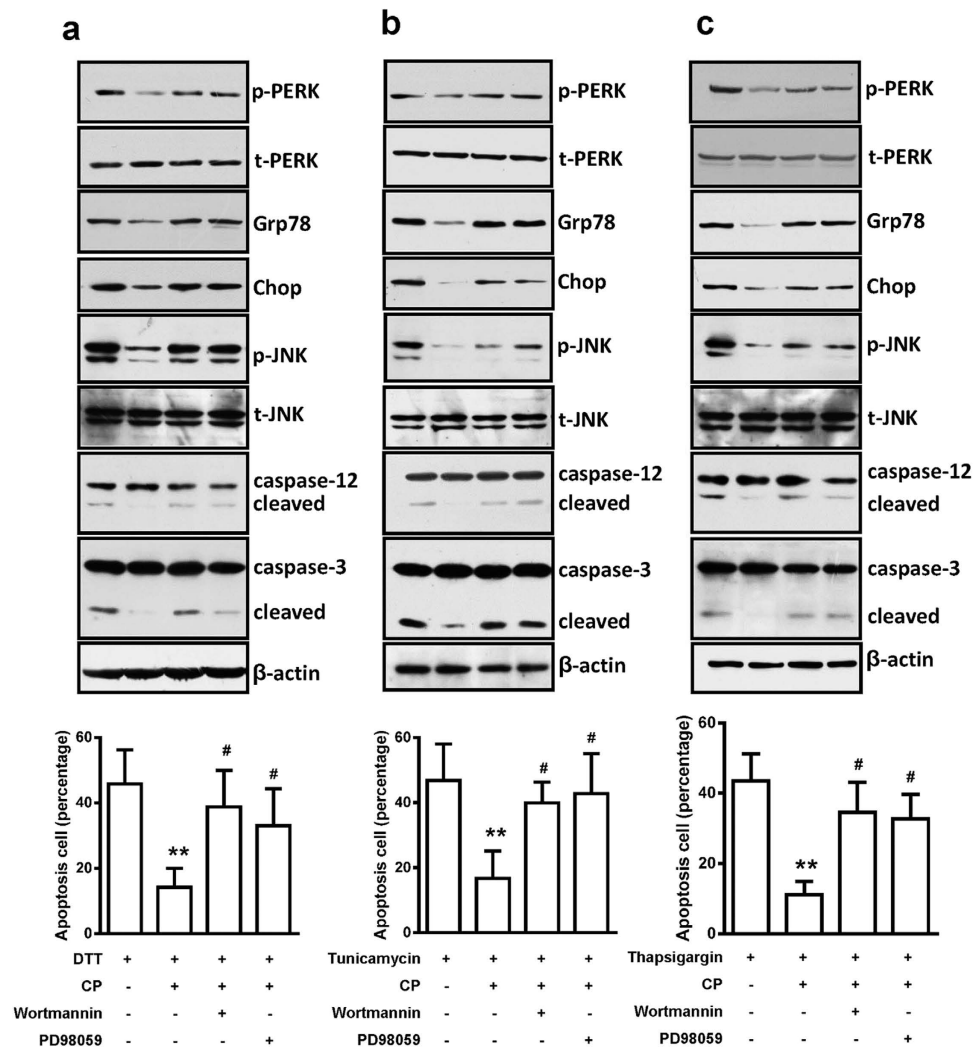 a
p-PERK
t-PERK
Grp78
Chop
p-JNK
t-JNK
caspase-12
cleaved
caspase-3
cleaved
β-actin
Apoptosis cell (percentage)
60
40
20
0
**
#
#
DTT + + + +
CP - + + +
Wortmannin - - + -
PD98059 - - - +
b
p-PERK
t-PERK
Grp78
Chop
p-JNK
t-JNK
caspase-12
cleaved
caspase-3
cleaved
β-actin
Apoptosis cell (percentage)
60
40
20
0
**
#
#
Tunicamycin + + + +
CP - + + +
Wortmannin - - + -
PD98059 - - - +
c
p-PERK
t-PERK
Grp78
Chop
p-JNK
t-JNK
caspase-12
cleaved
caspase-3
cleaved
β-actin
Apoptosis cell (percentage)
60
40
20
0
**
#
#
Thapsigargin + + + +
CP - + + +
Wortmannin - - + -
PD98059 - - - +